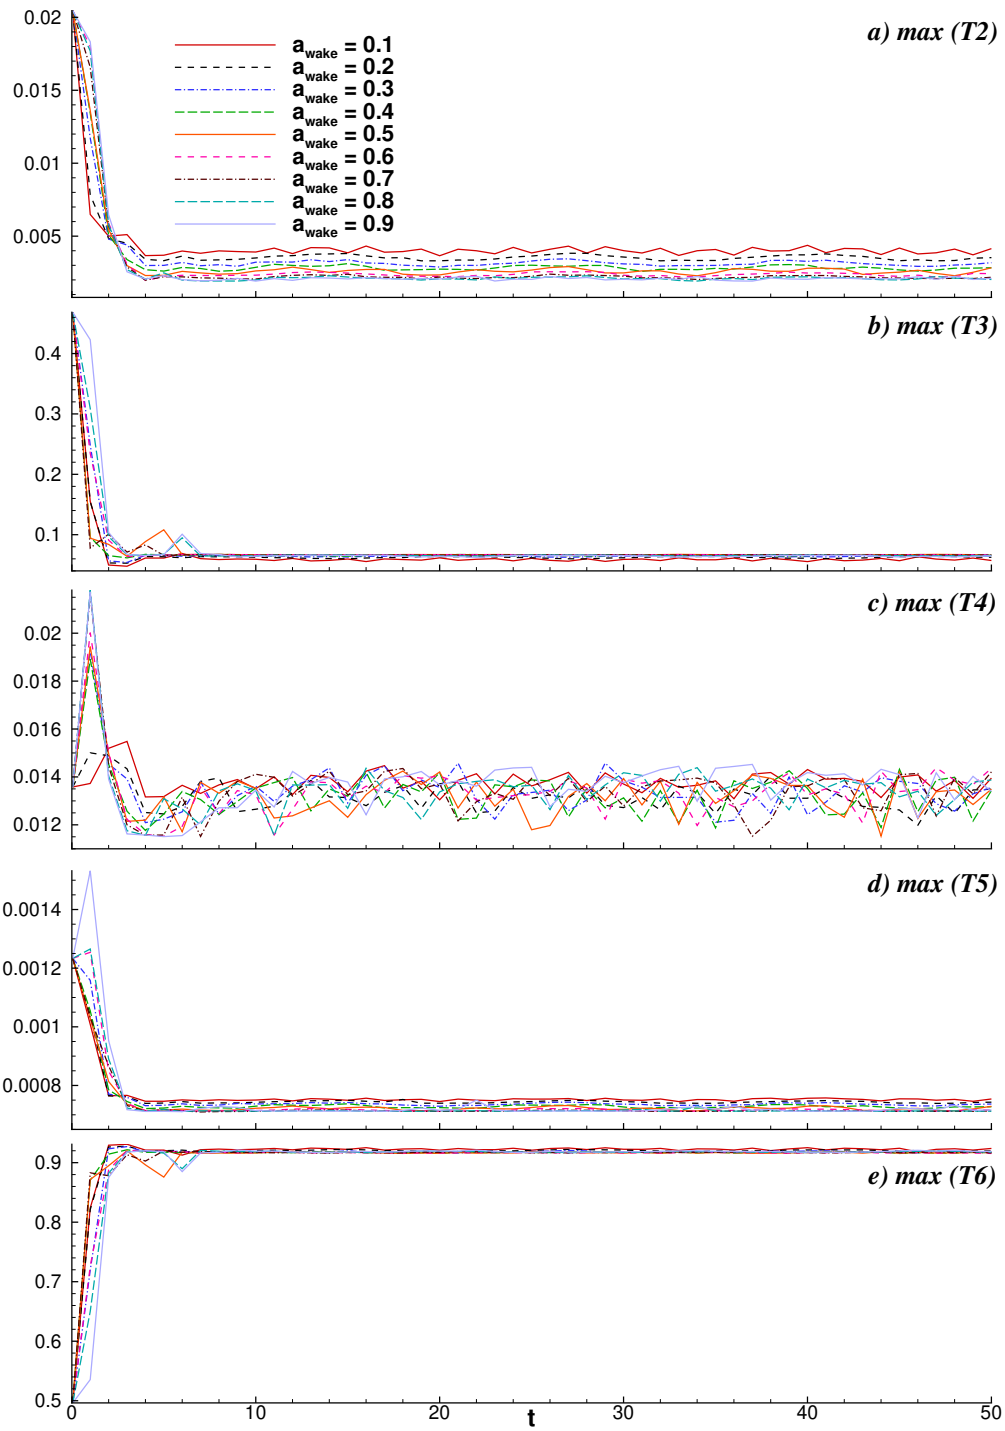 a) max (T2)
0.02
0.015
0.01
0.005
a_wake = 0.1
a_wake = 0.2
a_wake = 0.3
a_wake = 0.4
a_wake = 0.5
a_wake = 0.6
a_wake = 0.7
a_wake = 0.8
a_wake = 0.9
b) max (T3)
0.4
0.3
0.2
0.1
c) max (T4)
0.02
0.018
0.016
0.014
0.012
d) max (T5)
0.0014
0.0012
0.001
0.0008
e) max (T6)
0.9
0.8
0.7
0.6
0.5
0 10 20 30 40 50
t